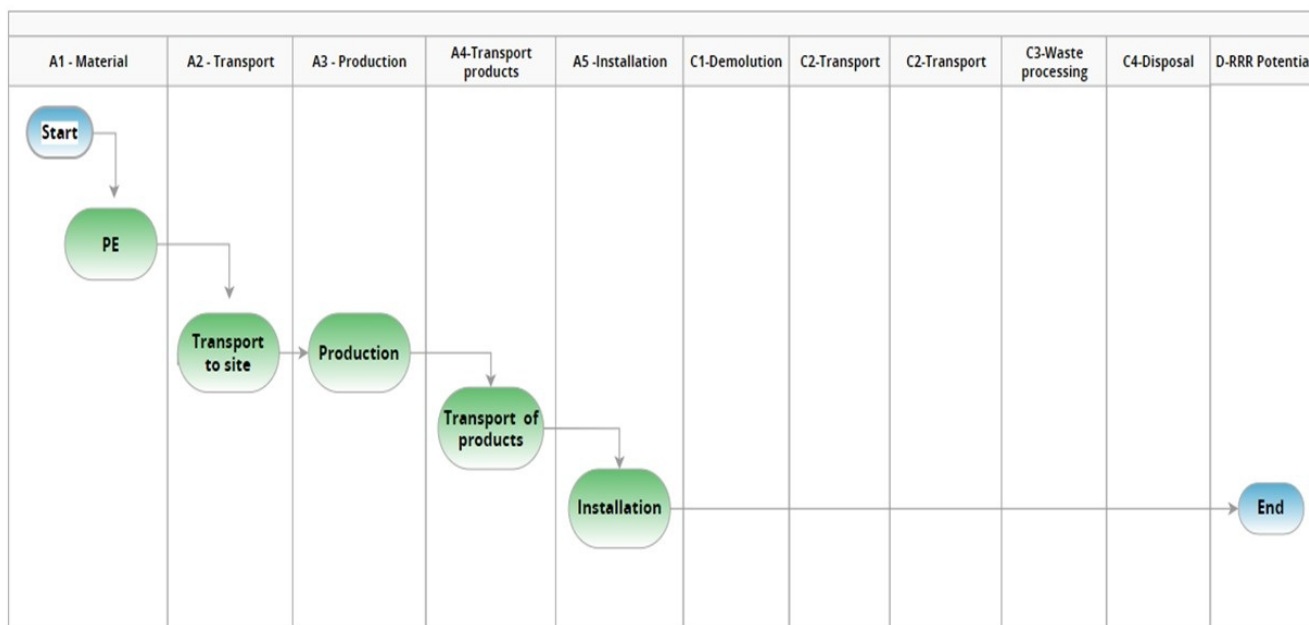 A1 - Material
A2 - Transport
A3 - Production
A4-Transport
products
A5 -Installation
C1-Demolution
C2-Transport
C2-Transport
C3-Waste
processing
C4-Disposal
D-RRR Potentia
Start
PE
Transport
to site
Production
Transport of
products
Installation
End